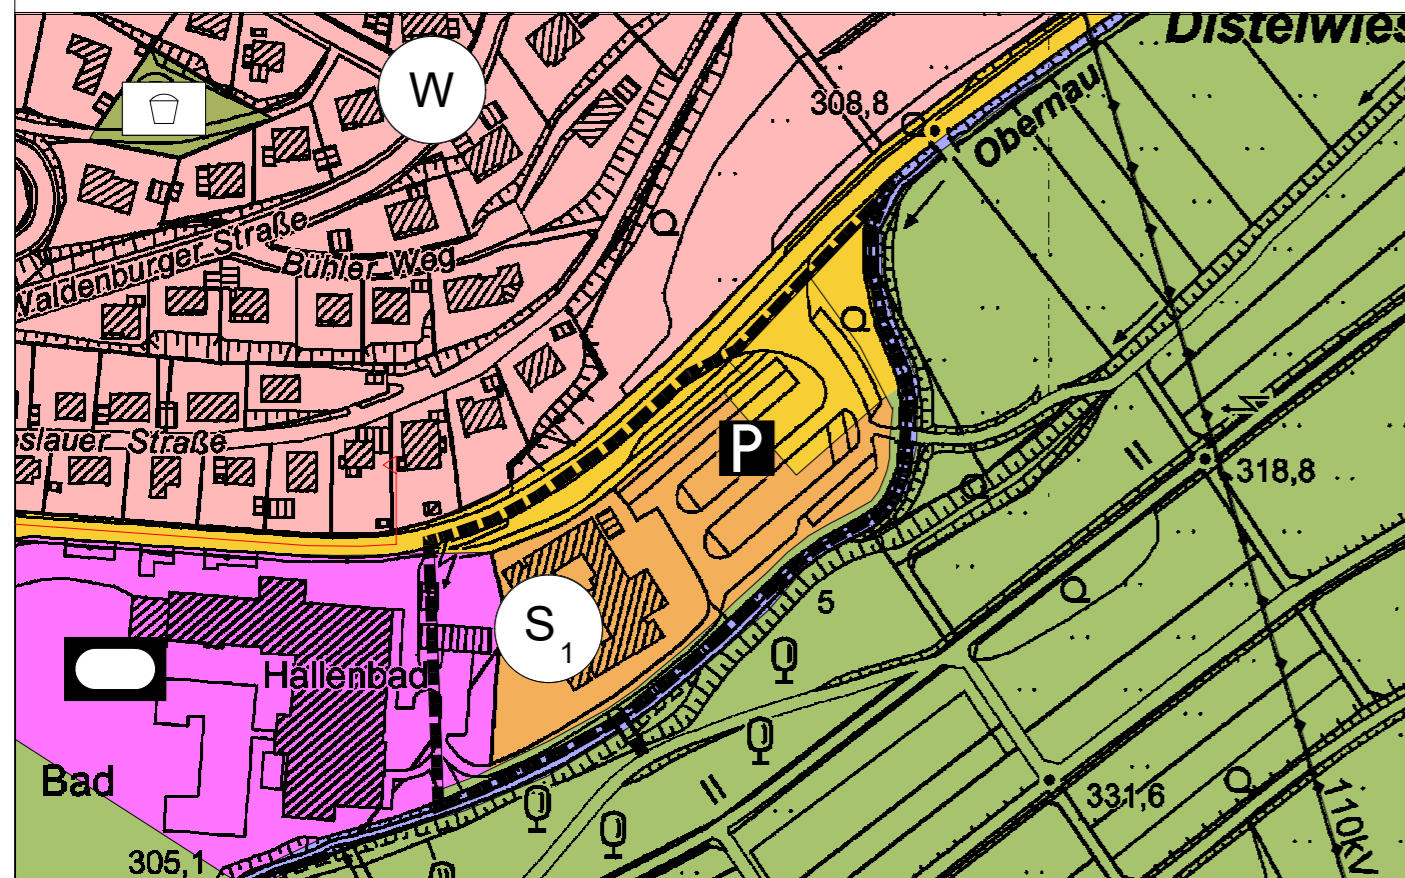 Distelwies
W
308,8
Obernau
Waldenburger Straße
Bühler Weg
eslauer Straße
P
318,8
5
S 1
Hallenbad
Bad
331,6
110kV
305,1